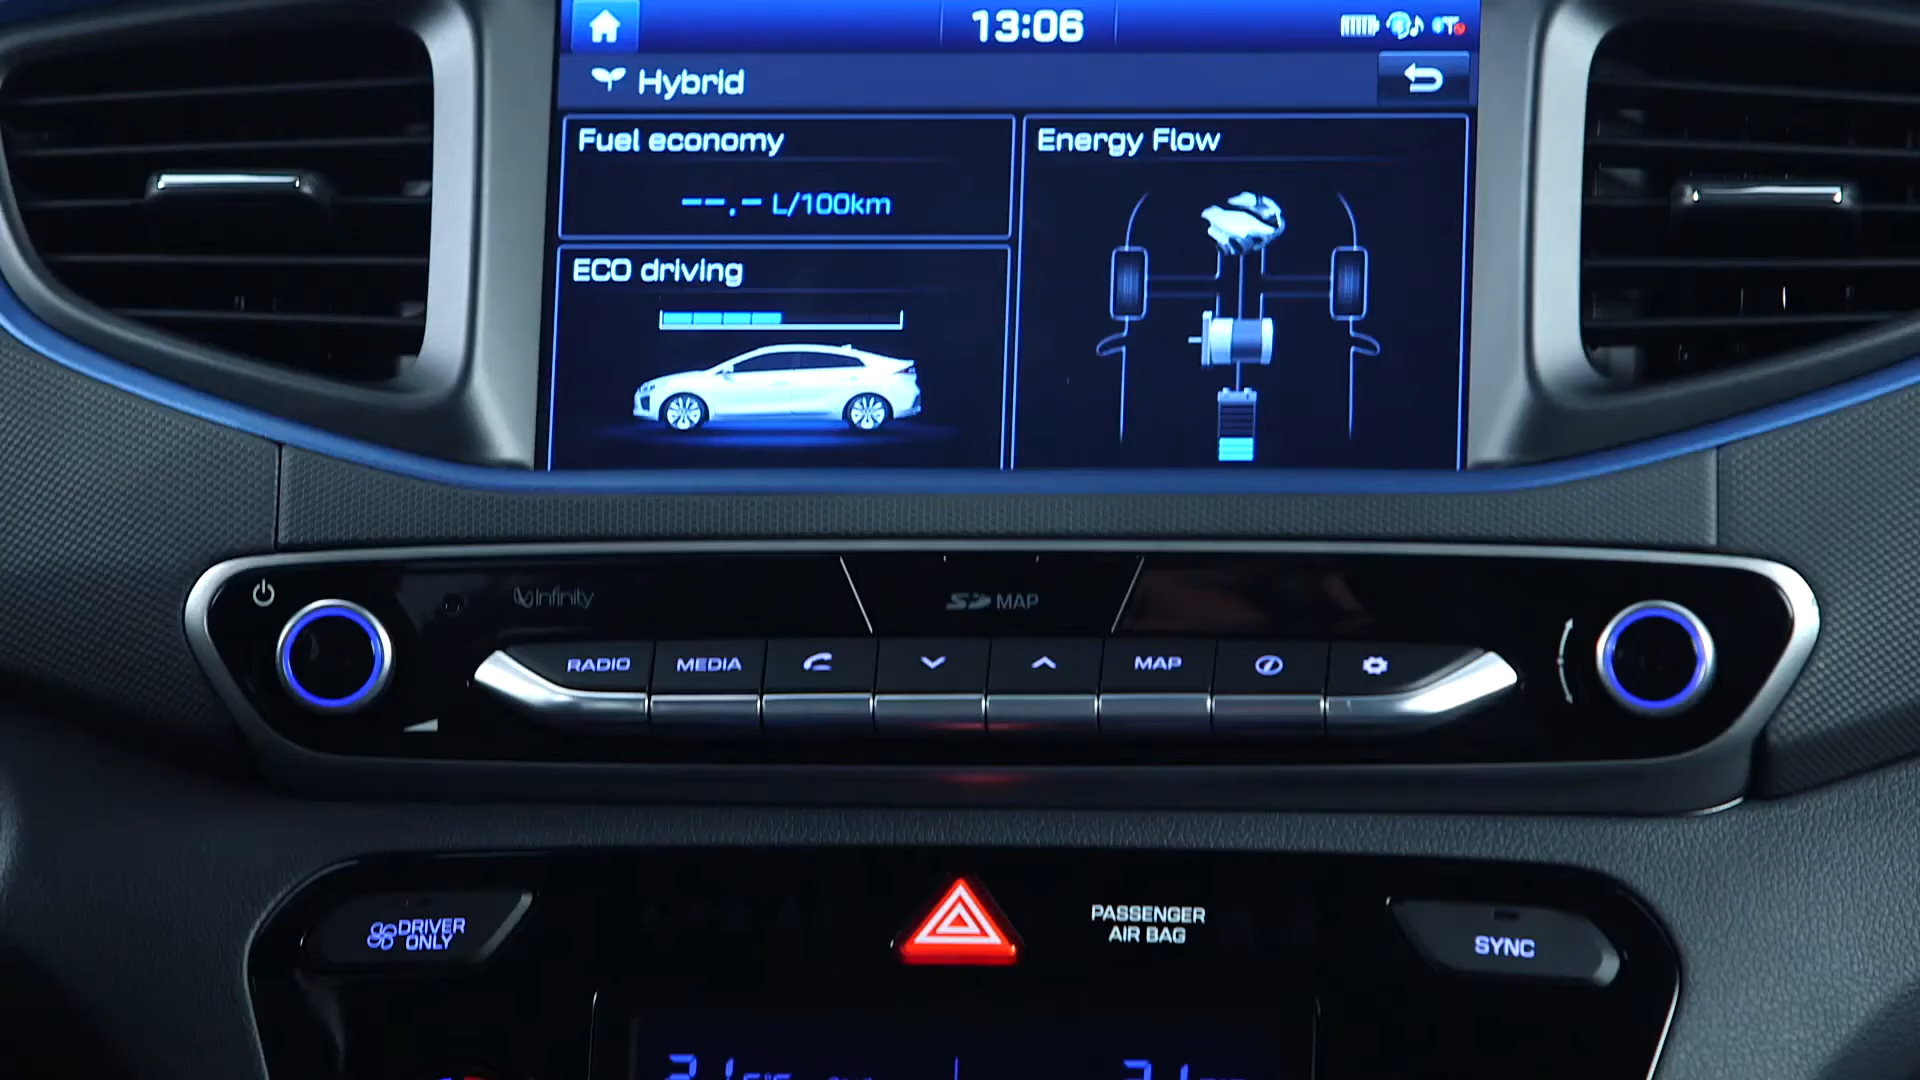 13:06
Hybrid
Fuel economy
--.- L/100km
Energy Flow
ECO driving
Infinity
SD MAP
RADIO
MEDIA
MAP
DRIVER
ONLY
PASSENGER
AIR BAG
SYNC